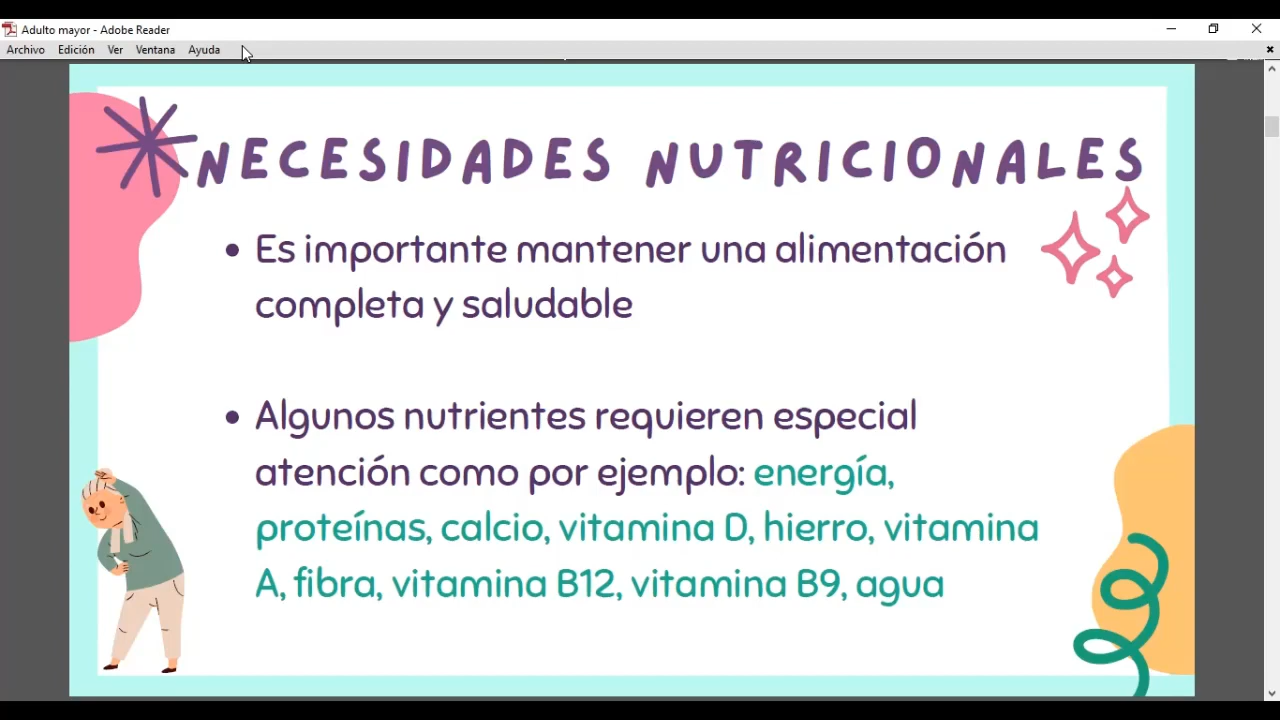 Adulto mayor - Adobe Reader
Archivo Edición Ver Ventana Ayuda
NECESIDADES NUTRICIONALES
• Es importante mantener una alimentación
completa y saludable
• Algunos nutrientes requieren especial
atención como por ejemplo: energía,
proteínas, calcio, vitamina D, hierro, vitamina
A, fibra, vitamina B12, vitamina B9, agua